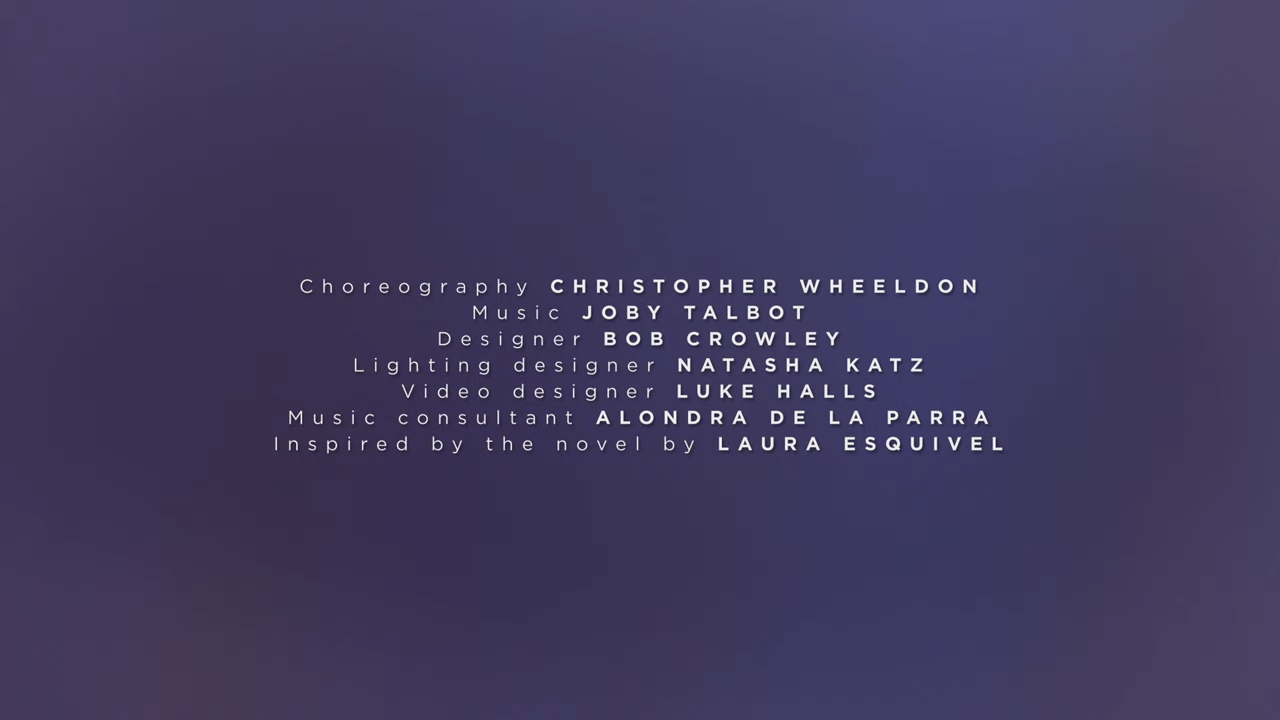 Choreography CHRISTOPHER WHEELDON
Music JOBY TALBOT
Designer BOB CROWLEY
Lighting designer NATASHA KATZ
Video designer LUKE HALLS
Music consultant ALONDRA DE LA PARRA
Inspired by the novel by LAURA ESQUIVEL